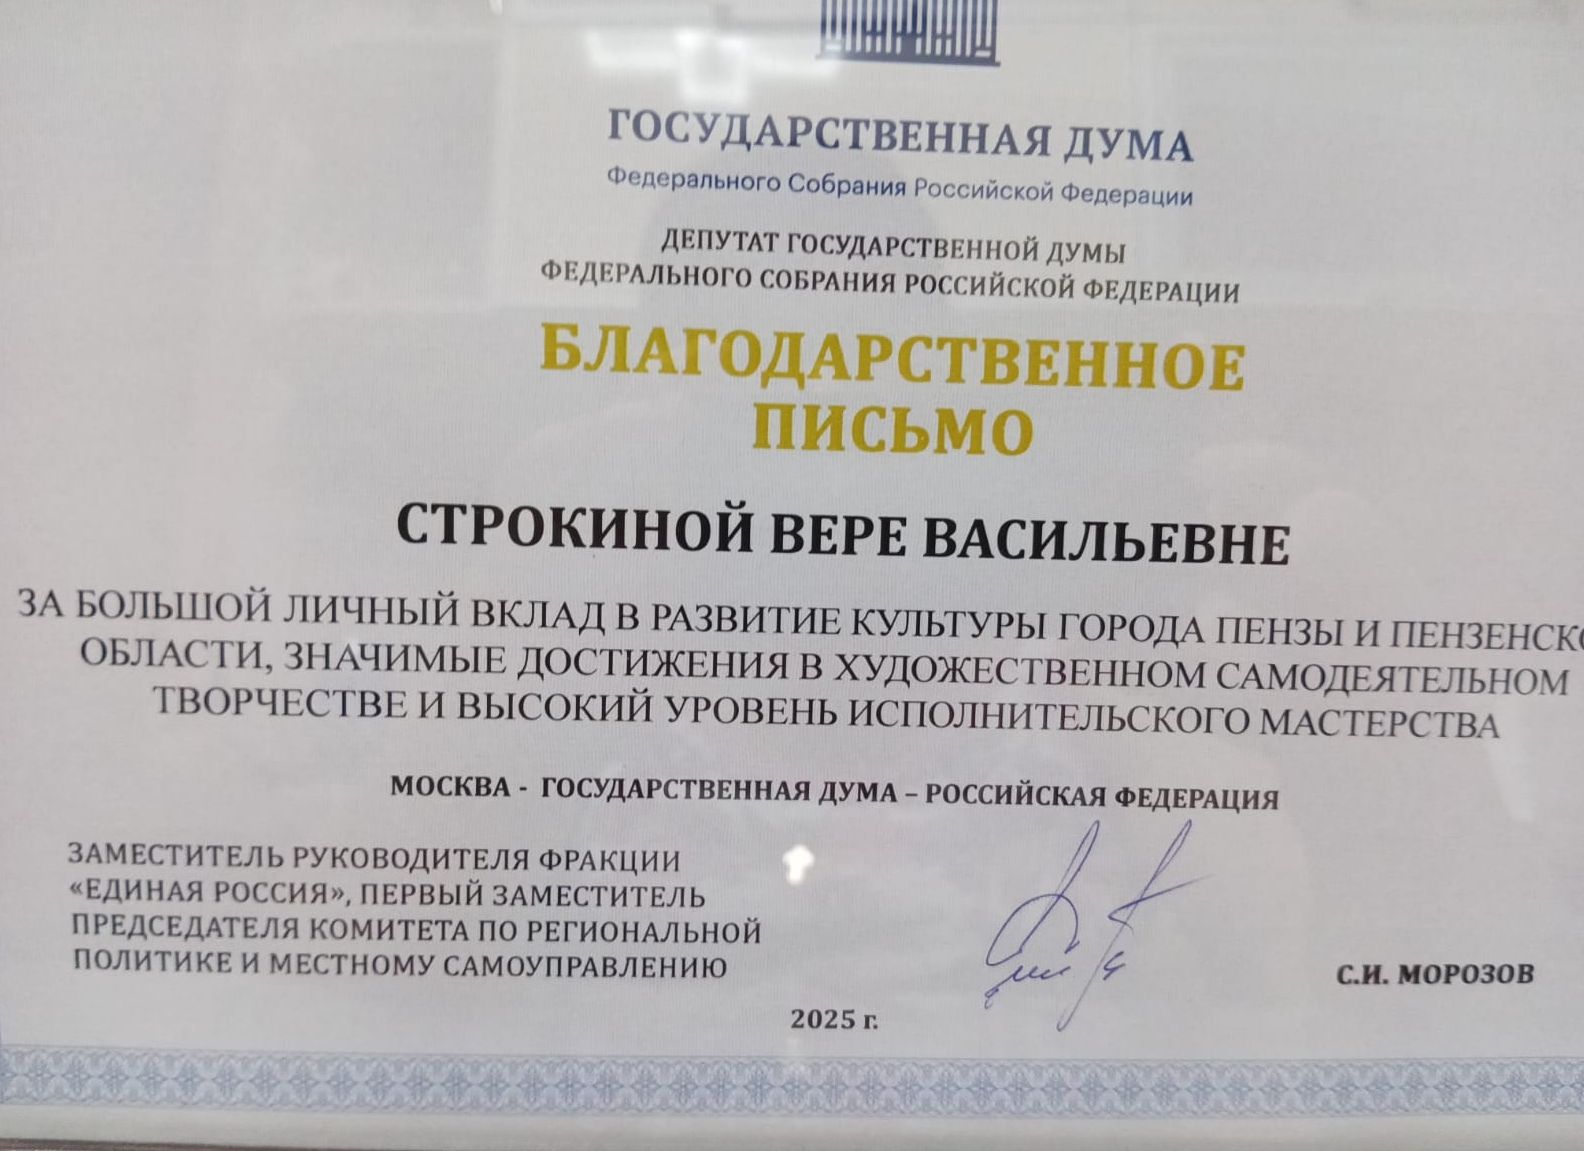 ГОСУДАРСТВЕННАЯ ДУМА
Федерального Собрания Российской Федерации
ДЕПУТАТ ГОСУДАРСТВЕННОЙ ДУМЫ
ФЕДЕРАЛЬНОГО СОБРАНИЯ РОССИЙСКОЙ ФЕДЕРАЦИИ
БЛАГОДАРСТВЕННОЕ
ПИСЬМО
СТРОКИНОЙ ВЕРЕ ВАСИЛЬЕВНЕ
ЗА БОЛЬШОЙ ЛИЧНЫЙ ВКЛАД В РАЗВИТИЕ КУЛЬТУРЫ ГОРОДА ПЕНЗЫ И ПЕНЗЕНСКО
ОБЛАСТИ, ЗНАЧИМЫЕ ДОСТИЖЕНИЯ В ХУДОЖЕСТВЕННОМ САМОДЕЯТЕЛЬНОМ
ТВОРЧЕСТВЕ И ВЫСОКИЙ УРОВЕНЬ ИСПОЛНИТЕЛЬСКОГО МАСТЕРСТВА
МОСКВА - ГОСУДАРСТВЕННАЯ ДУМА – РОССИЙСКАЯ ФЕДЕРАЦИЯ
ЗАМЕСТИТЕЛЬ РУКОВОДИТЕЛЯ ФРАКЦИИ
«ЕДИНАЯ РОССИЯ», ПЕРВЫЙ ЗАМЕСТИТЕЛЬ
ПРЕДСЕДАТЕЛЯ КОМИТЕТА ПО РЕГИОНАЛЬНОЙ
ПОЛИТИКЕ И МЕСТНОМУ САМОУПРАВЛЕНИЮ
С.И. МОРОЗОВ
2025 г.